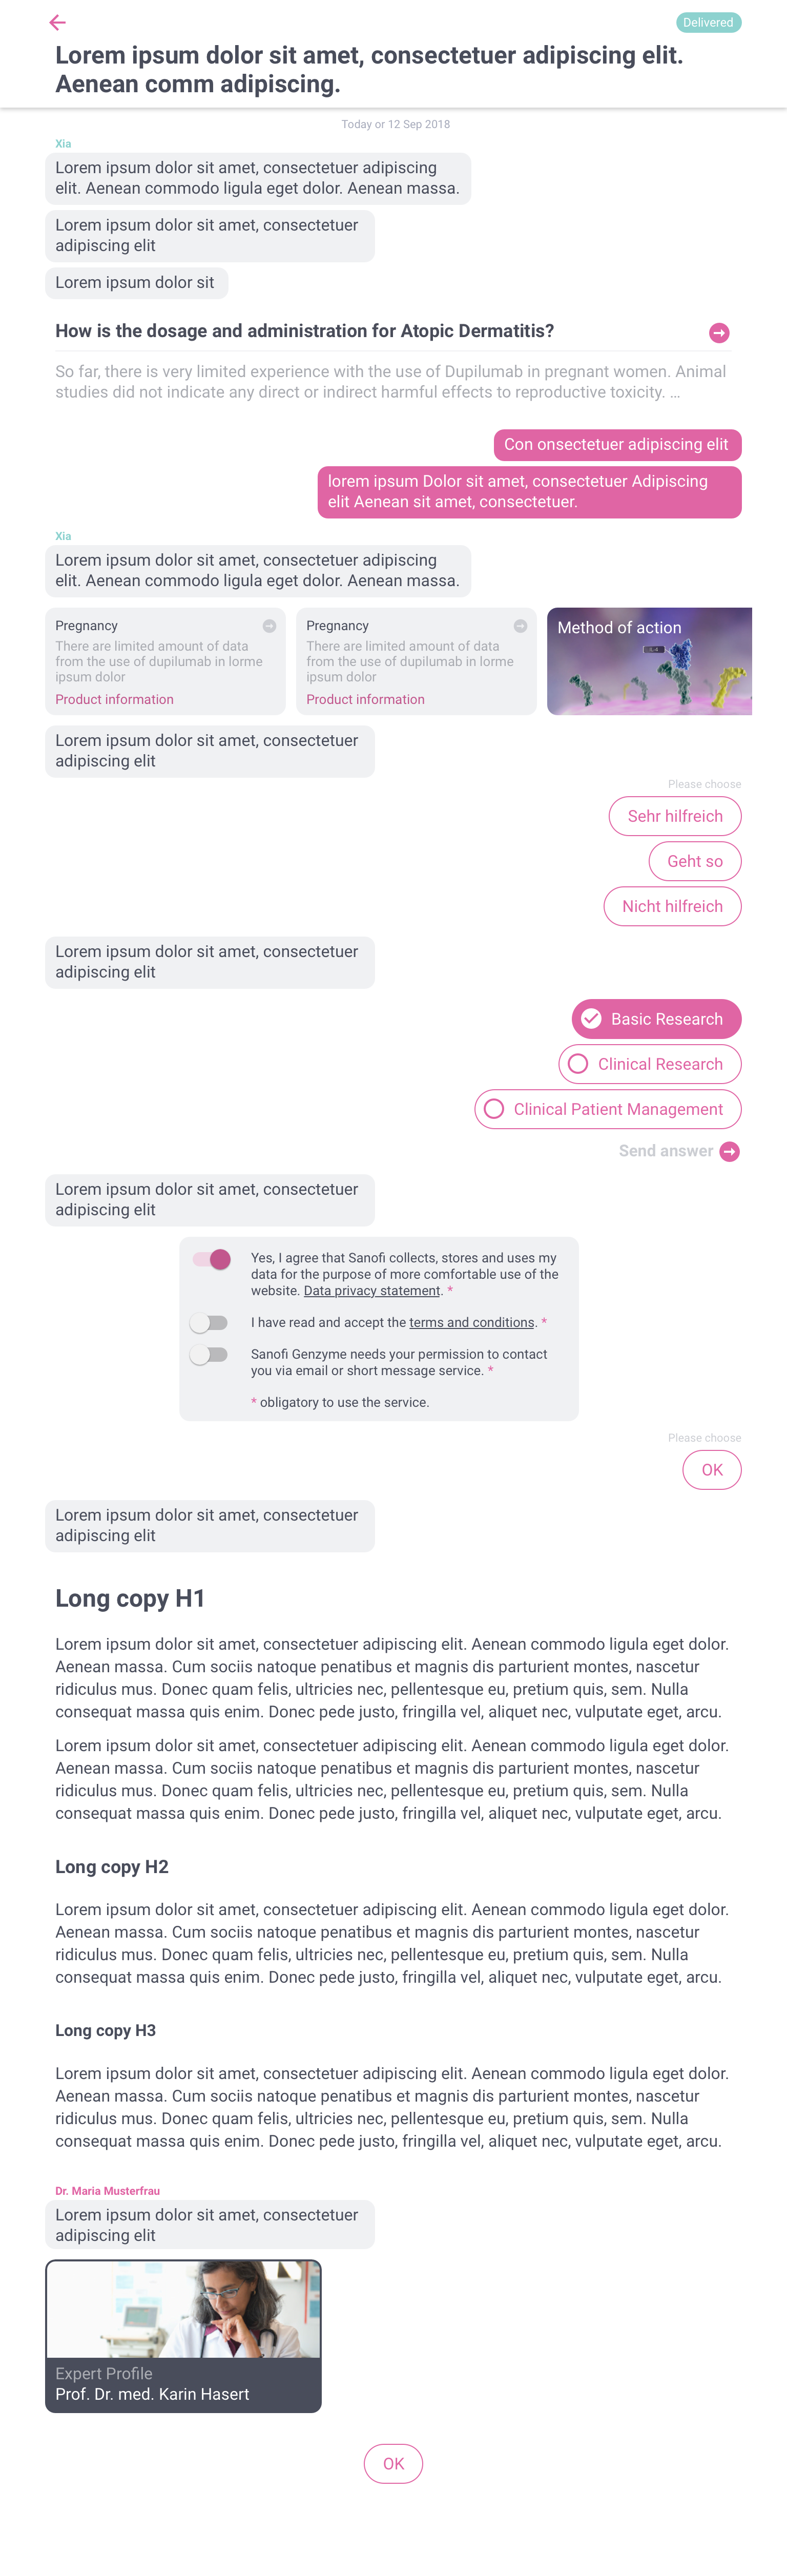 Delivered
Lorem ipsum dolor sit amet, consectetuer adipiscing elit.
Aenean comm adipiscing.
Today or 12 Sep 2018
Xia
Lorem ipsum dolor sit amet, consectetuer adipiscing
elit. Aenean commodo ligula eget dolor. Aenean massa.
Lorem ipsum dolor sit amet, consectetuer
adipiscing elit
Lorem ipsum dolor sit
How is the dosage and administration for Atopic Dermatitis?
So far, there is very limited experience with the use of Dupilumab in pregnant women. Animal
studies did not indicate any direct or indirect harmful effects to reproductive toxicity. ...
Con onsectetuer adipiscing elit
lorem ipsum Dolor sit amet, consectetuer Adipiscing
elit Aenean sit amet, consectetuer.
Xia
Lorem ipsum dolor sit amet, consectetuer adipiscing
elit. Aenean commodo ligula eget dolor. Aenean massa.
Pregnancy
There are limited amount of data
from the use of dupilumab in lorme
ipsum dolor
Product information
Pregnancy
There are limited amount of data
from the use of dupilumab in lorme
ipsum dolor
Product information
Method of action
Lorem ipsum dolor sit amet, consectetuer
adipiscing elit
Please choose
Sehr hilfreich
Geht so
Nicht hilfreich
Lorem ipsum dolor sit amet, consectetuer
adipiscing elit
Basic Research
Clinical Research
Clinical Patient Management
Send answer
Lorem ipsum dolor sit amet, consectetuer
adipiscing elit
Yes, I agree that Sanofi collects, stores and uses my
data for the purpose of more comfortable use of the
website. Data privacy statement. *
I have read and accept the terms and conditions. *
Sanofi Genzyme needs your permission to contact
you via email or short message service. *
* obligatory to use the service.
Please choose
OK
Lorem ipsum dolor sit amet, consectetuer
adipiscing elit
Long copy H1
Lorem ipsum dolor sit amet, consectetuer adipiscing elit. Aenean commodo ligula eget dolor.
Aenean massa. Cum sociis natoque penatibus et magnis dis parturient montes, nascetur
ridiculus mus. Donec quam felis, ultricies nec, pellentesque eu, pretium quis, sem. Nulla
consequat massa quis enim. Donec pede justo, fringilla vel, aliquet nec, vulputate eget, arcu.
Lorem ipsum dolor sit amet, consectetuer adipiscing elit. Aenean commodo ligula eget dolor.
Aenean massa. Cum sociis natoque penatibus et magnis dis parturient montes, nascetur
ridiculus mus. Donec quam felis, ultricies nec, pellentesque eu, pretium quis, sem. Nulla
consequat massa quis enim. Donec pede justo, fringilla vel, aliquet nec, vulputate eget, arcu.
Long copy H2
Lorem ipsum dolor sit amet, consectetuer adipiscing elit. Aenean commodo ligula eget dolor.
Aenean massa. Cum sociis natoque penatibus et magnis dis parturient montes, nascetur
ridiculus mus. Donec quam felis, ultricies nec, pellentesque eu, pretium quis, sem. Nulla
consequat massa quis enim. Donec pede justo, fringilla vel, aliquet nec, vulputate eget, arcu.
Long copy H3
Lorem ipsum dolor sit amet, consectetuer adipiscing elit. Aenean commodo ligula eget dolor.
Aenean massa. Cum sociis natoque penatibus et magnis dis parturient montes, nascetur
ridiculus mus. Donec quam felis, ultricies nec, pellentesque eu, pretium quis, sem. Nulla
consequat massa quis enim. Donec pede justo, fringilla vel, aliquet nec, vulputate eget, arcu.
Dr. Maria Musterfrau
Lorem ipsum dolor sit amet, consectetuer
adipiscing elit
Expert Profile
Prof. Dr. med. Karin Hasert
OK